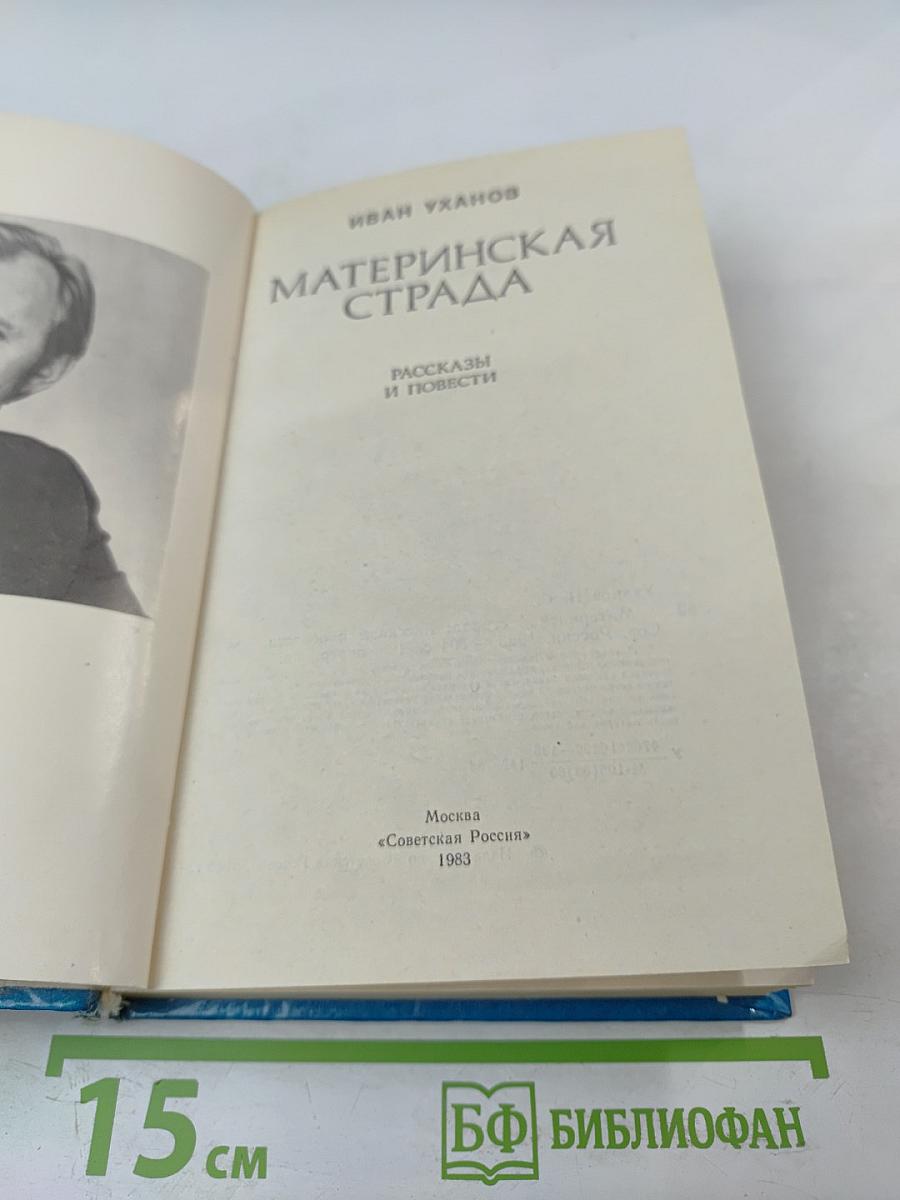 ИВАН УХАНОВ
МАТЕРИНСКАЯ
СТРАДА
РАССКАЗЫ
И ПОВЕСТИ
Москва
«Советская Россия»
1983
15 см
БФ БИБЛИОФАН